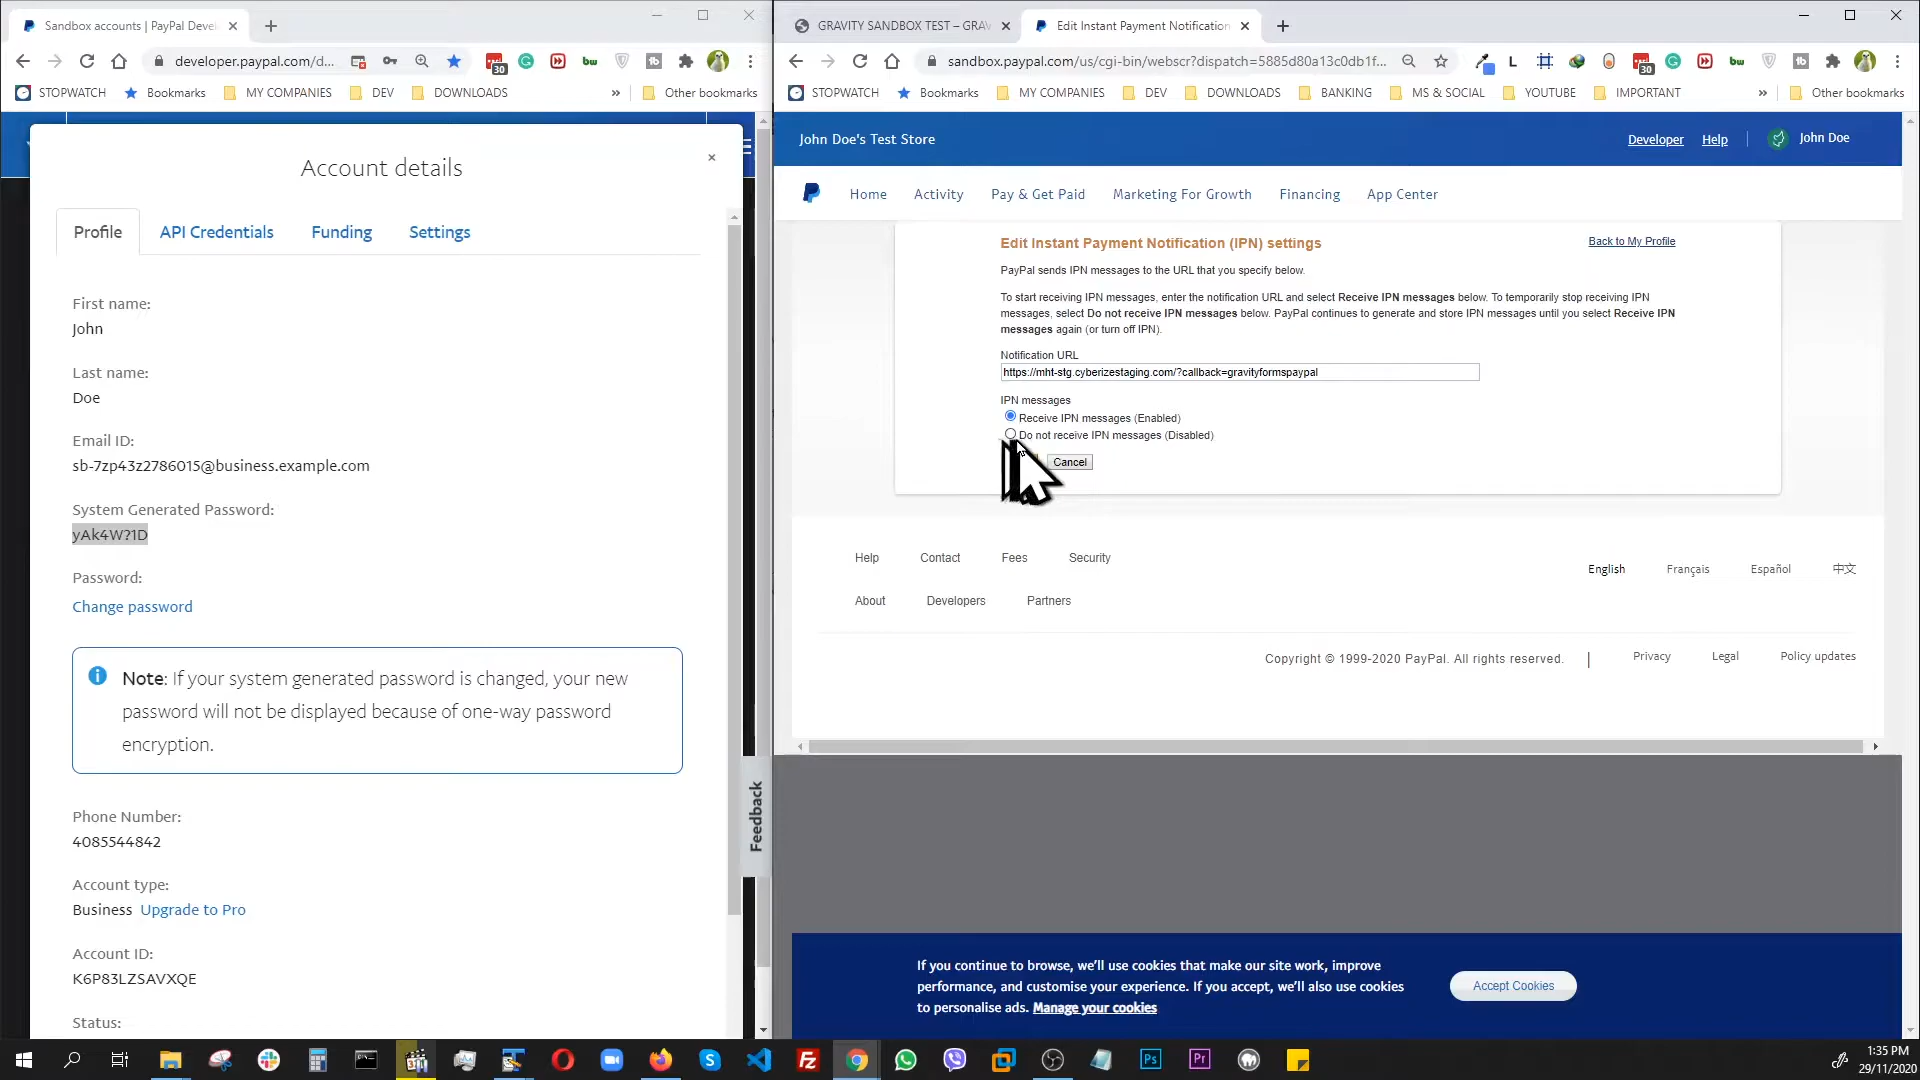 Sandbox accounts | PayPal Devel
developer.paypal.com/d...
30
STOPWATCH
Bookmarks
MY COMPANIES
DEV
DOWNLOADS
»
Other bookmarks
Account details
×
Profile
API Credentials
Funding
Settings
First name:
John
Last name:
Doe
Email ID:
sb-7zp43z2786015@business.example.com
System Generated Password:
yAk4W?1D
Password:
Change password
Note: If your system generated password is changed, your new
password will not be displayed because of one-way password
encryption.
Phone Number:
4085544842
Account type:
Business Upgrade to Pro
Account ID:
K6P83LZSAVXQE
Status:
Feedback
GRAVITY SANDBOX TEST – GRAV
Edit Instant Payment Notification
sandbox.paypal.com/us/cgi-bin/webscr?dispatch=5885d80a13c0db1f...
L
30
bw
STOPWATCH
Bookmarks
MY COMPANIES
DEV
DOWNLOADS
BANKING
MS & SOCIAL
YOUTUBE
IMPORTANT
»
Other bookmarks
John Doe's Test Store
Developer
Help
John Doe
Home
Activity
Pay & Get Paid
Marketing For Growth
Financing
App Center
Edit Instant Payment Notification (IPN) settings
Back to My Profile
PayPal sends IPN messages to the URL that you specify below.
To start receiving IPN messages, enter the notification URL and select Receive IPN messages below. To temporarily stop receiving IPN
messages, select Do not receive IPN messages below. PayPal continues to generate and store IPN messages until you select Receive IPN
messages again (or turn off IPN).
Notification URL
https://mht-stg.cyberizestaging.com/?callback=gravityformspaypal
IPN messages
Receive IPN messages (Enabled)
Do not receive IPN messages (Disabled)
Cancel
Help
Contact
Fees
Security
English
Français
Español
中文
About
Developers
Partners
Copyright © 1999-2020 PayPal. All rights reserved.
Privacy
Legal
Policy updates
If you continue to browse, we'll use cookies that make our site work, improve
performance, and customise your experience. If you accept, we'll also use cookies
to personalise ads. Manage your cookies
Accept Cookies
Ps
Pr
1:35 PM
29/11/2020